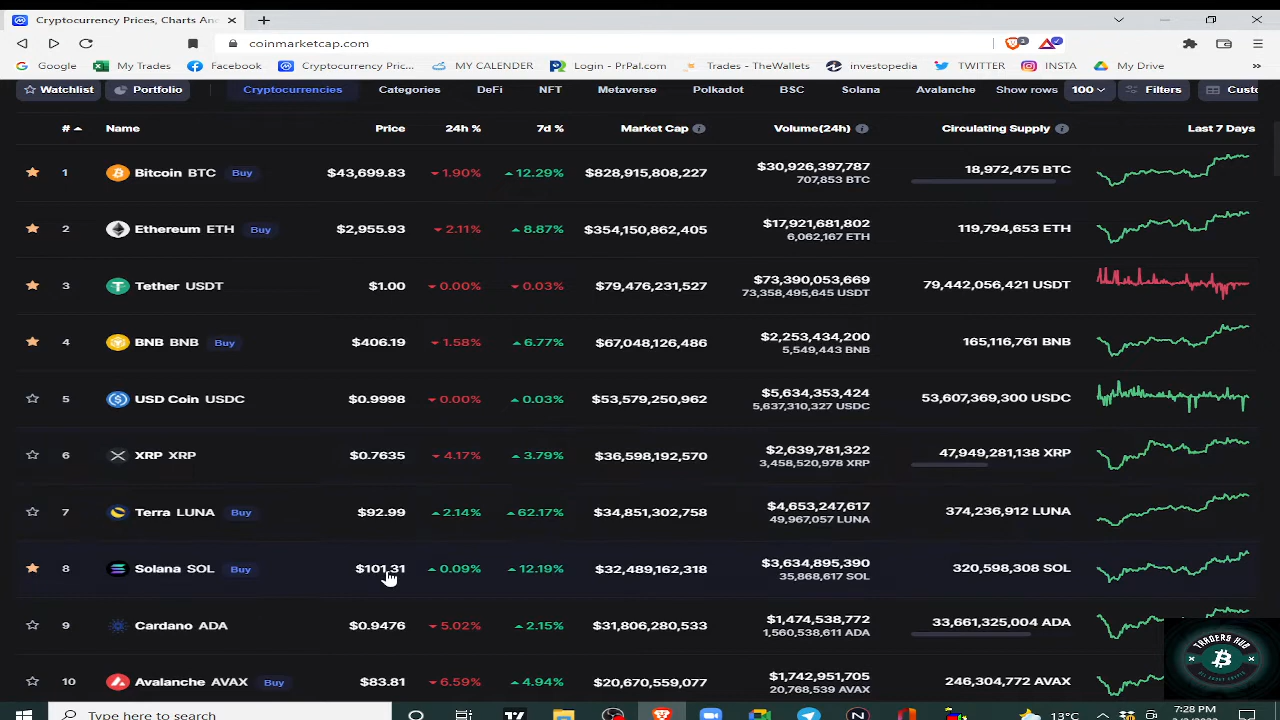 Cryptocurrency Prices, Charts An
coinmarketcap.com
3
Google My Trades Facebook Cryptocurrency Pric... MY CALENDER Login - PrPal.com Trades - TheWallets investopedia TWITTER INSTA My Drive »
Watchlist Portfolio Cryptocurrencies Categories DeFi NFT Metaverse Polkadot BSC Solana Avalanche Show rows 100 Filters Custo
# Name Price 24h % 7d % Market Cap Volume(24h) Circulating Supply Last 7 Days
1 Bitcoin BTC Buy $43,699.83 1.90% 12.29% $828,915,808,227 $30,926,397,787 18,972,475 BTC
707,853 BTC
2 Ethereum ETH Buy $2,955.93 2.11% 8.87% $354,150,862,405 $17,921,681,802 119,794,653 ETH
6,062,167 ETH
3 Tether USDT $1.00 0.00% 0.03% $79,476,231,527 $73,390,053,669 79,442,056,421 USDT
73,358,495,645 USDT
4 BNB BNB Buy $406.19 1.58% 6.77% $67,048,126,486 $2,253,434,200 165,116,761 BNB
5,549,443 BNB
5 USD Coin USDC $0.9998 0.00% 0.03% $53,579,250,962 $5,634,353,424 53,607,369,300 USDC
5,637,310,327 USDC
6 XRP XRP $0.7635 4.17% 3.79% $36,598,192,570 $2,639,781,322 47,949,281,138 XRP
3,458,520,978 XRP
7 Terra LUNA Buy $92.99 2.14% 62.17% $34,851,302,758 $4,653,247,617 374,236,912 LUNA
49,967,057 LUNA
8 Solana SOL Buy $101.31 0.09% 12.19% $32,489,162,318 $3,634,895,390 320,598,308 SOL
35,868,617 SOL
9 Cardano ADA $0.9476 5.02% 2.15% $31,806,280,533 $1,474,538,772 33,661,325,004 ADA
1,560,538,611 ADA
10 Avalanche AVAX Buy $83.81 6.59% 4.94% $20,670,559,077 $1,742,951,705 246,304,772 AVAX
20,768,539 AVAX
TRADERS HUB
Type here to search 13°C 7:28 PM